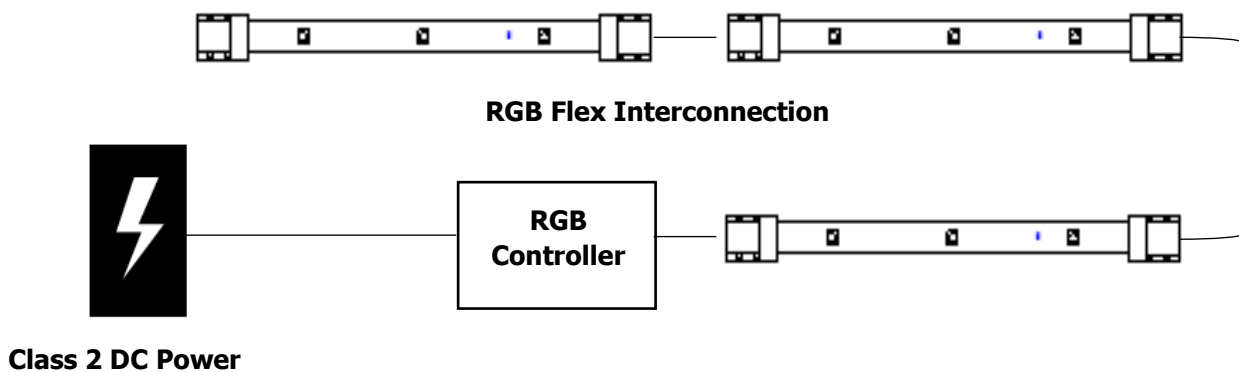 RGB Flex Interconnection
RGB
Controller
Class 2 DC Power